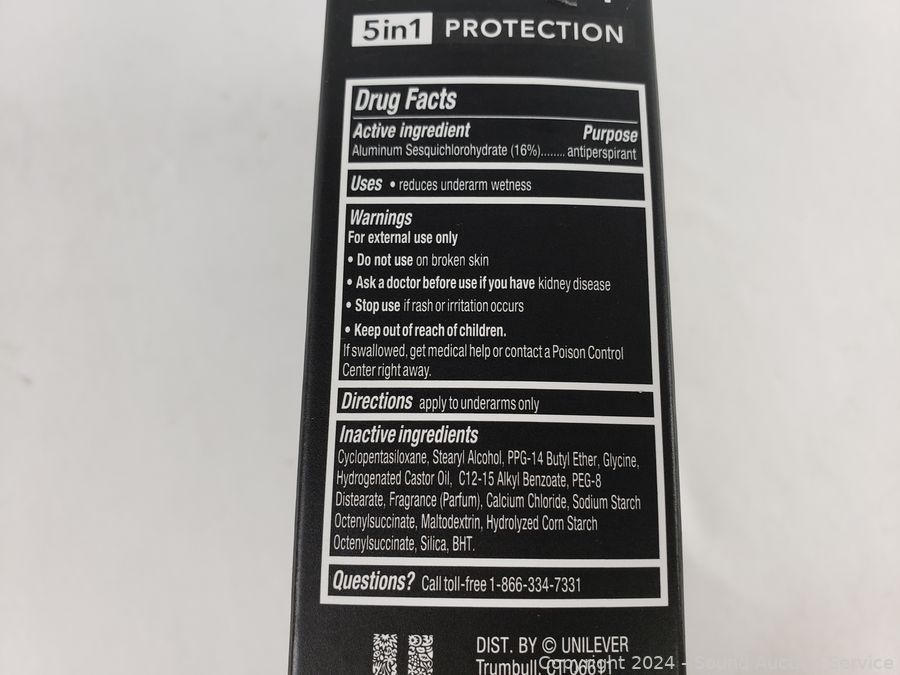 5in1 PROTECTION
Drug Facts
Active ingredient Purpose
Aluminum Sesquichlorohydrate (16%)........ antiperspirant
Uses • reduces underarm wetness
Warnings
For external use only
• Do not use on broken skin
• Ask a doctor before use if you have kidney disease
• Stop use if rash or irritation occurs
• Keep out of reach of children.
If swallowed, get medical help or contact a Poison Control
Center right away.
Directions apply to underarms only
Inactive ingredients
Cyclopentasiloxane, Stearyl Alcohol, PPG-14 Butyl Ether, Glycine,
Hydrogenated Castor Oil, C12-15 Alkyl Benzoate, PEG-8
Distearate, Fragrance (Parfum), Calcium Chloride, Sodium Starch
Octenylsuccinate, Maltodextrin, Hydrolyzed Corn Starch
Octenylsuccinate, Silica, BHT.
Questions? Call toll-free 1-866-334-7331
DIST. BY © UNILEVER
Trumbull, CT 06611
Copyright 2024 - Sound Auction Service